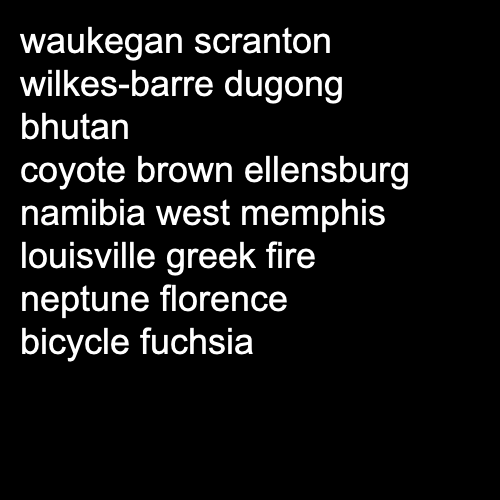 waukegan scranton
wilkes-barre dugong
bhutan
coyote brown ellensburg
namibia west memphis
louisville greek fire
neptune florence
bicycle fuchsia